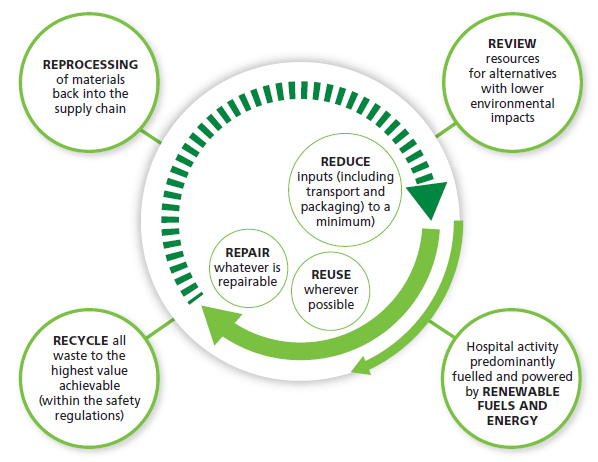 REPROCESSING
of materials
back into the
supply chain
REVIEW
resources
for alternatives
with lower
environmental
impacts
REDUCE
inputs (including
transport and
packaging) to a
minimum)
REPAIR
whatever is
repairable
REUSE
wherever
possible
RECYCLE all
waste to the
highest value
achievable
(within the safety
regulations)
Hospital activity
predominantly
fuelled and powered
by RENEWABLE
FUELS AND
ENERGY